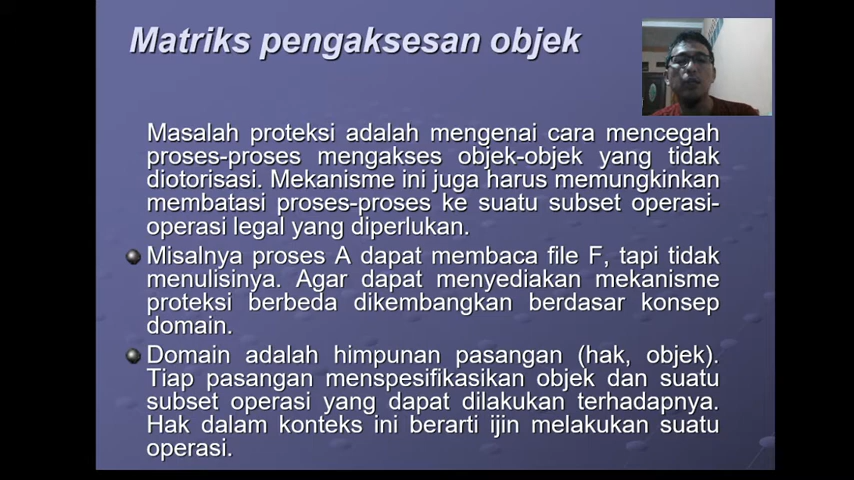 Matriks pengaksesan objek
Masalah proteksi adalah mengenai cara mencegah
proses-proses mengakses objek-objek yang tidak
diotorisasi. Mekanisme ini juga harus memungkinkan
membatasi proses-proses ke suatu subset operasi-
operasi legal yang diperlukan.
Misalnya proses A dapat membaca file F, tapi tidak
menulisinya. Agar dapat menyediakan mekanisme
proteksi berbeda dikembangkan berdasar konsep
domain.
Domain adalah himpunan pasangan (hak, objek).
Tiap pasangan menspesifikasikan objek dan suatu
subset operasi yang dapat dilakukan terhadapnya.
Hak dalam konteks ini berarti ijin melakukan suatu
operasi.